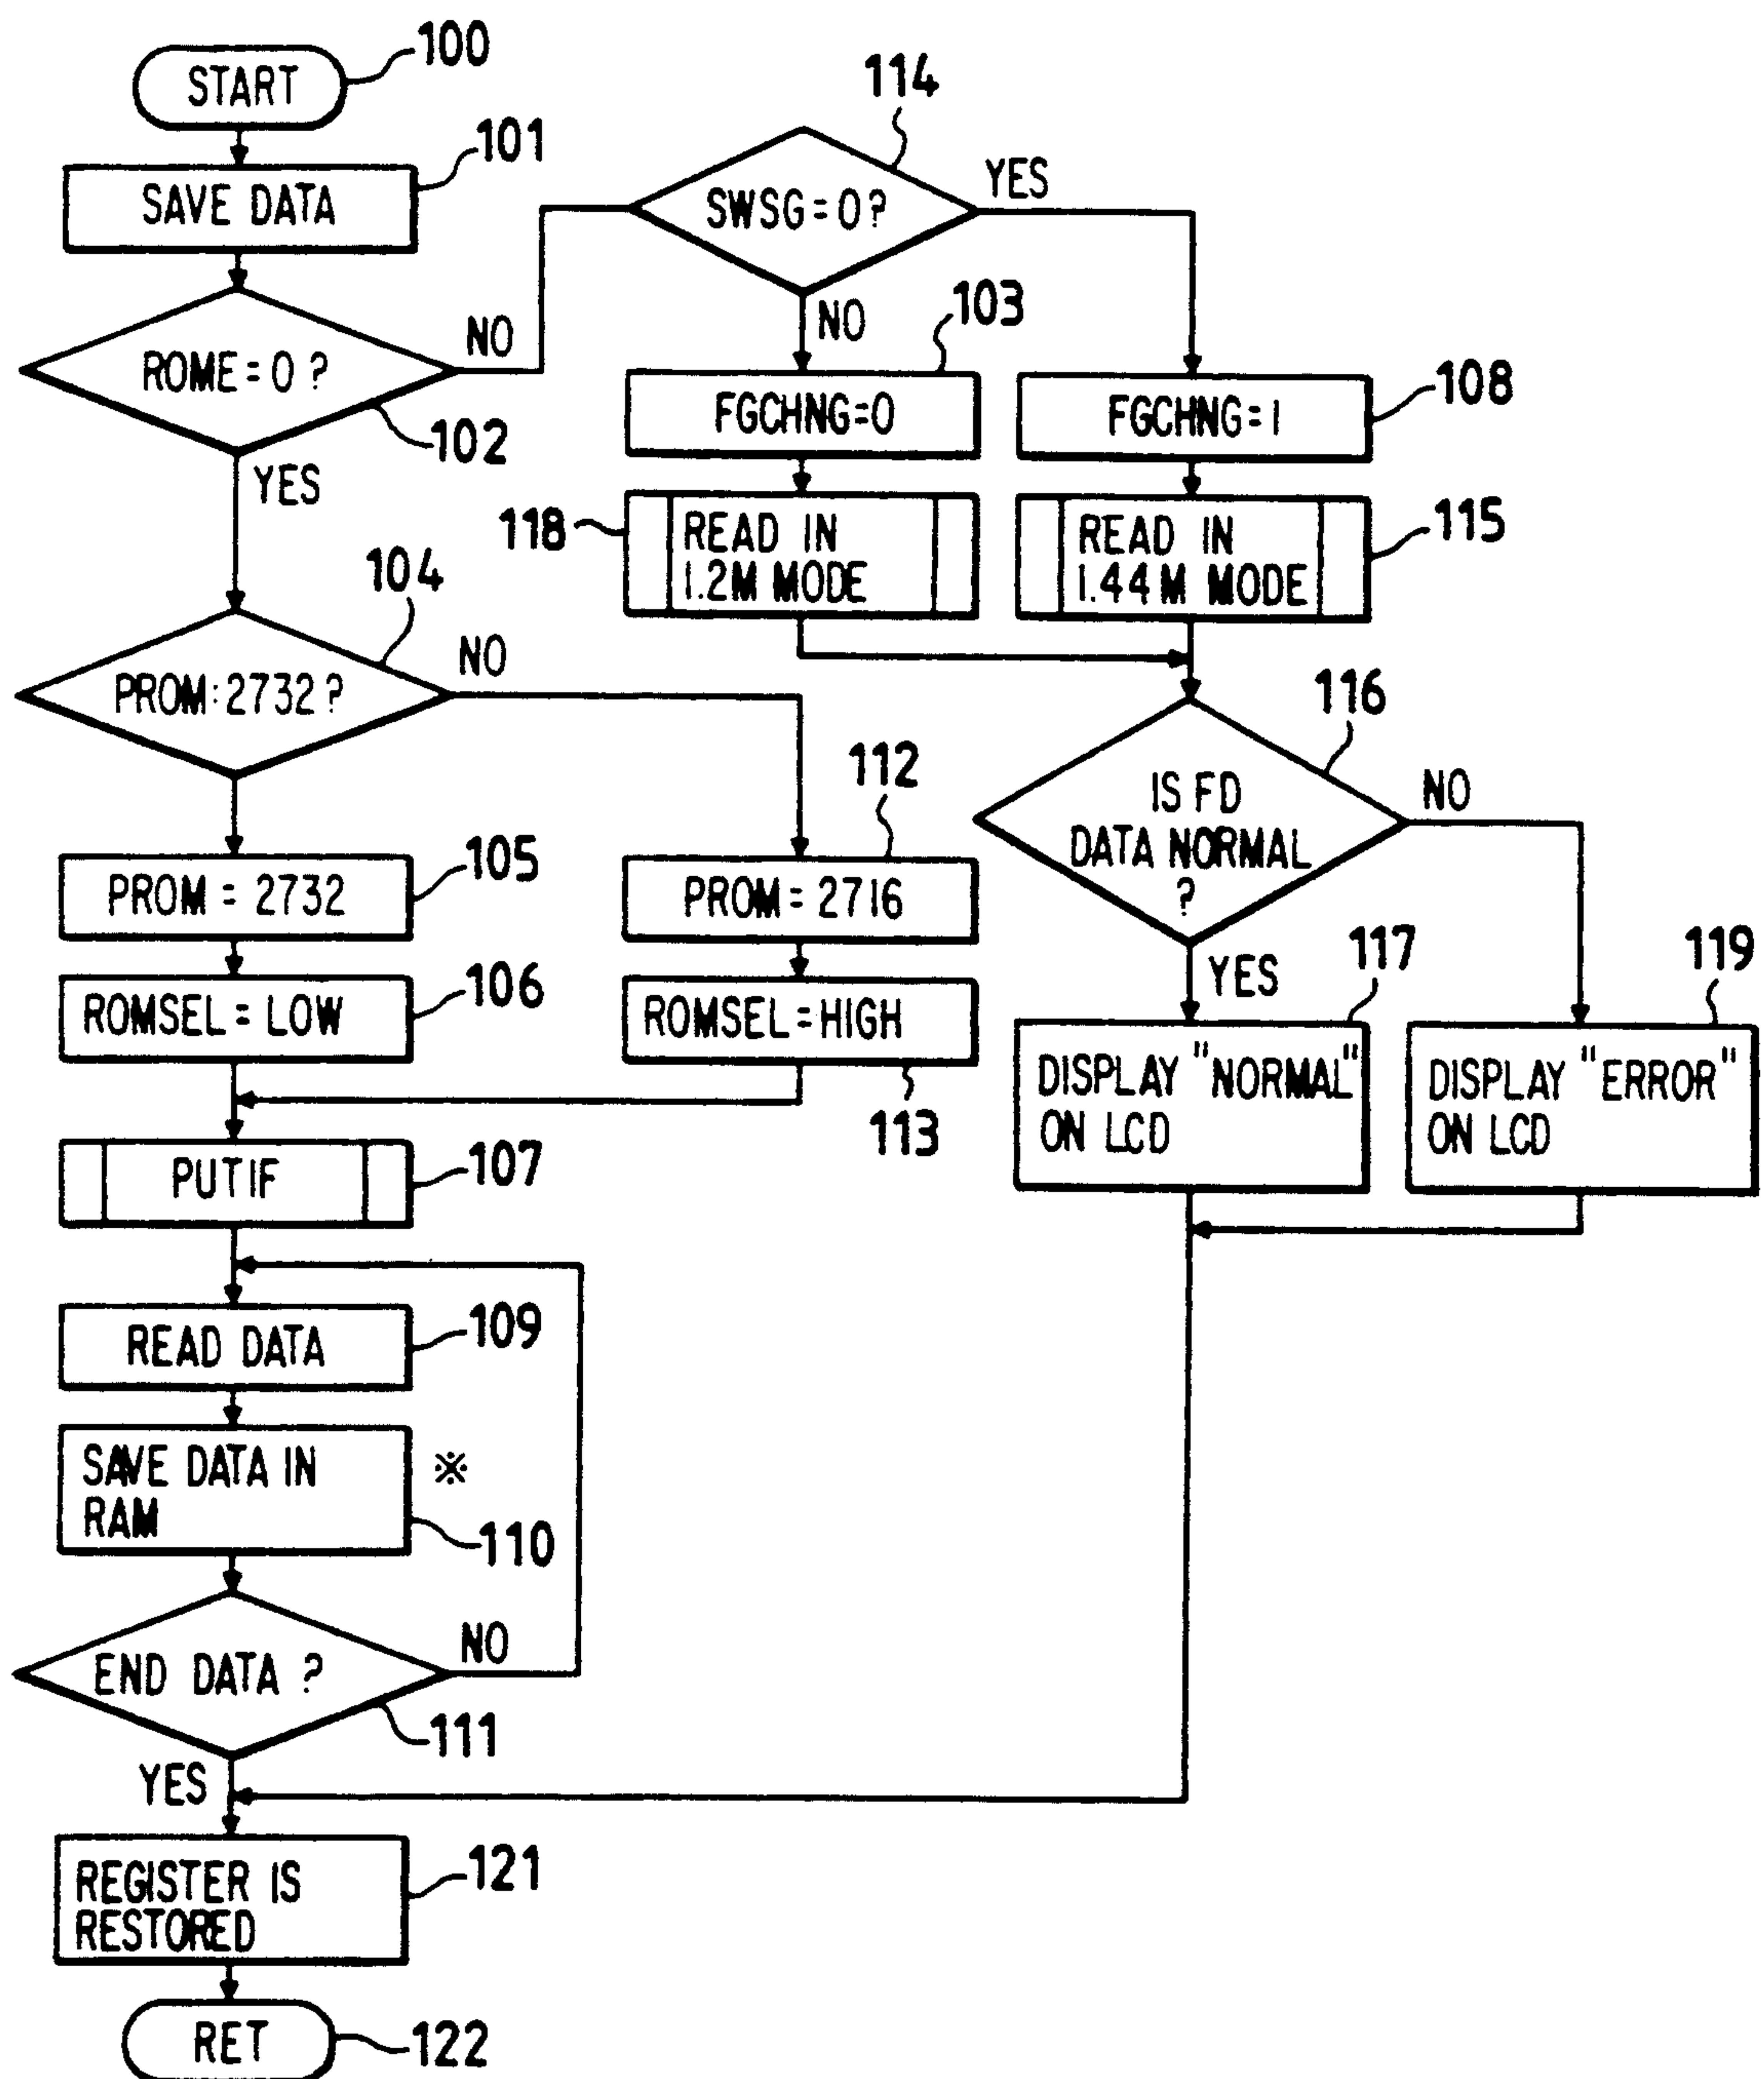 START
100
SAVE DATA
101
ROME=0?
102
NO
YES
SWSG=0?
114
YES
NO
FGCHNG=0
103
FGCHNG=1
108
READ IN
1.2M MODE
118
READ IN
1.44M MODE
115
PROM:2732?
104
NO
PROM=2732
105
PROM=2716
112
ROMSEL=LOW
106
ROMSEL=HIGH
113
IS FD
DATA NORMAL
?
116
NO
YES
DISPLAY "NORMAL"
ON LCD
117
DISPLAY "ERROR"
ON LCD
119
PUTIF
107
READ DATA
109
SAVE DATA IN
RAM
※
110
END DATA ?
NO
111
YES
REGISTER IS
RESTORED
121
RET
122